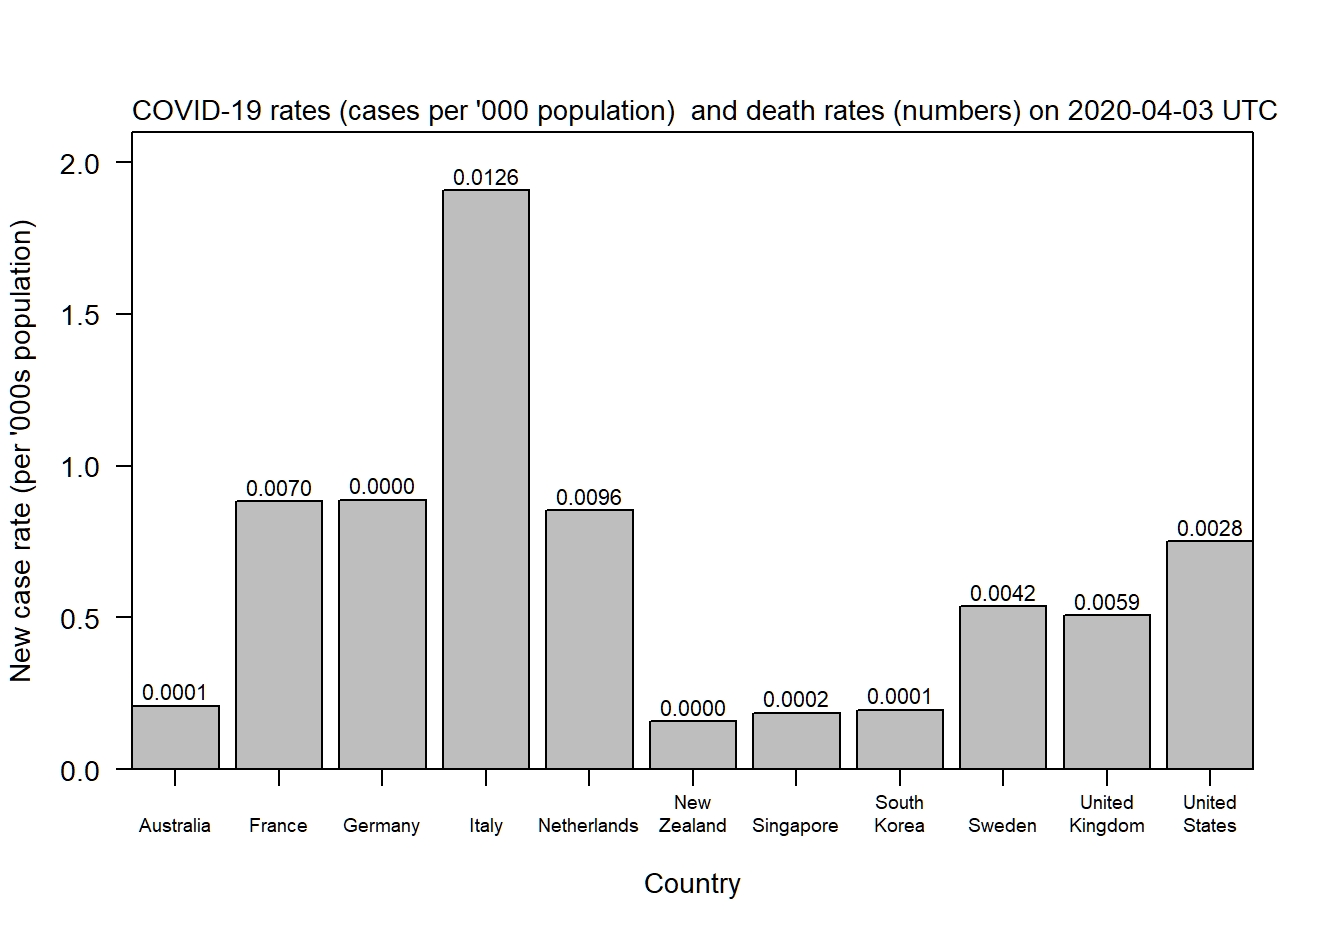 COVID-19 rates (cases per '000 population)  and death rates (numbers) on 2020-04-03 UTC
New case rate (per '000s population)
2.0
1.5
1.0
0.5
0.0
0.0001
0.0070
0.0000
0.0126
0.0096
0.0000
0.0002
0.0001
0.0042
0.0059
0.0028
Australia
France
Germany
Italy
Netherlands
New
Zealand
Singapore
South
Korea
Sweden
United
Kingdom
United
States
Country